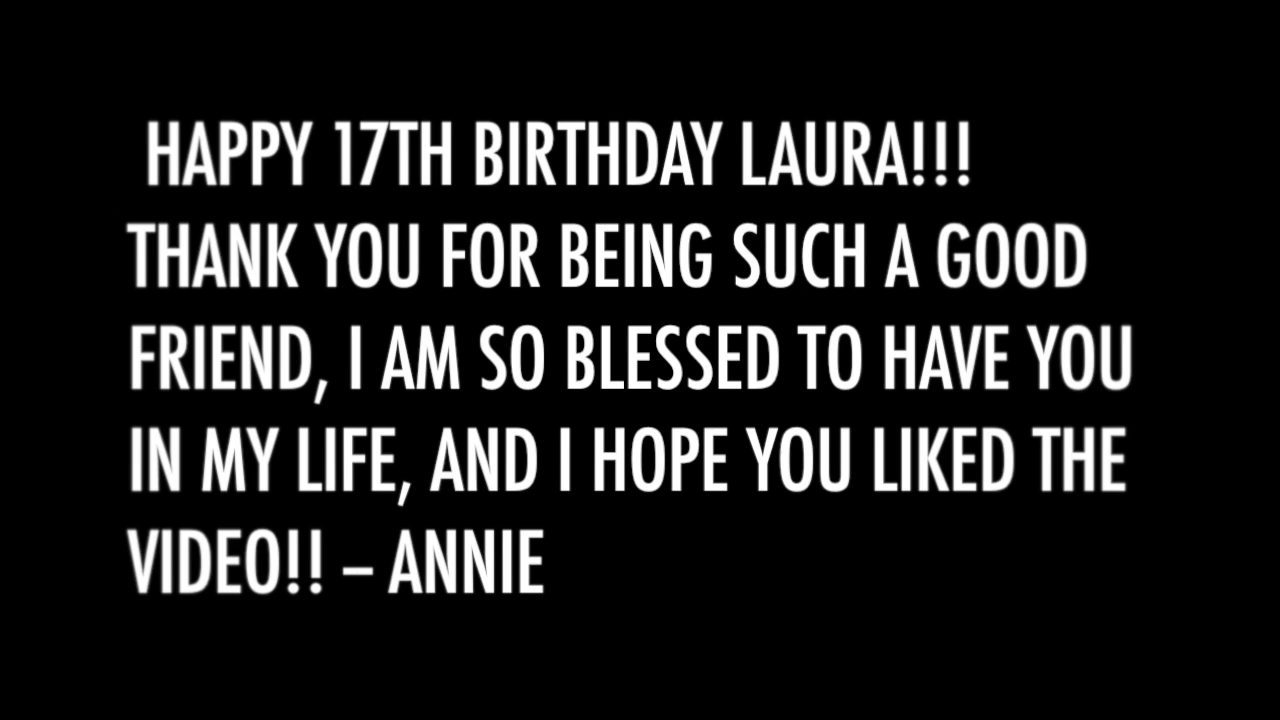 HAPPY 17TH BIRTHDAY LAURA!!!
THANK YOU FOR BEING SUCH A GOOD
FRIEND, I AM SO BLESSED TO HAVE YOU
IN MY LIFE, AND I HOPE YOU LIKED THE
VIDEO!! – ANNIE